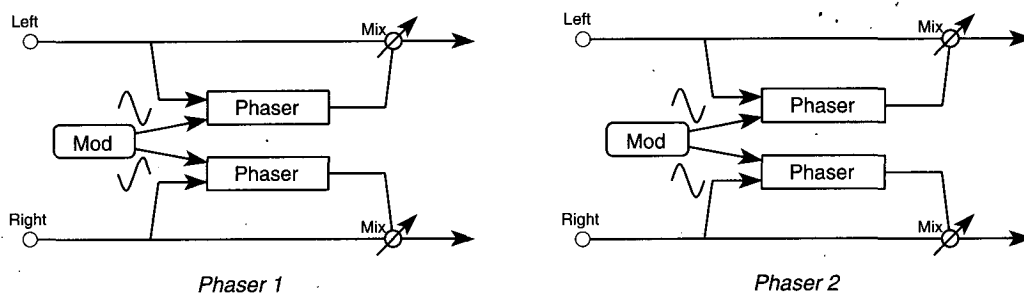 Left
Mix
Phaser
Mod
Phaser
Right
Mix
Phaser 1
Left
Mix
Phaser
Mod
Phaser
Right
Mix
Phaser 2